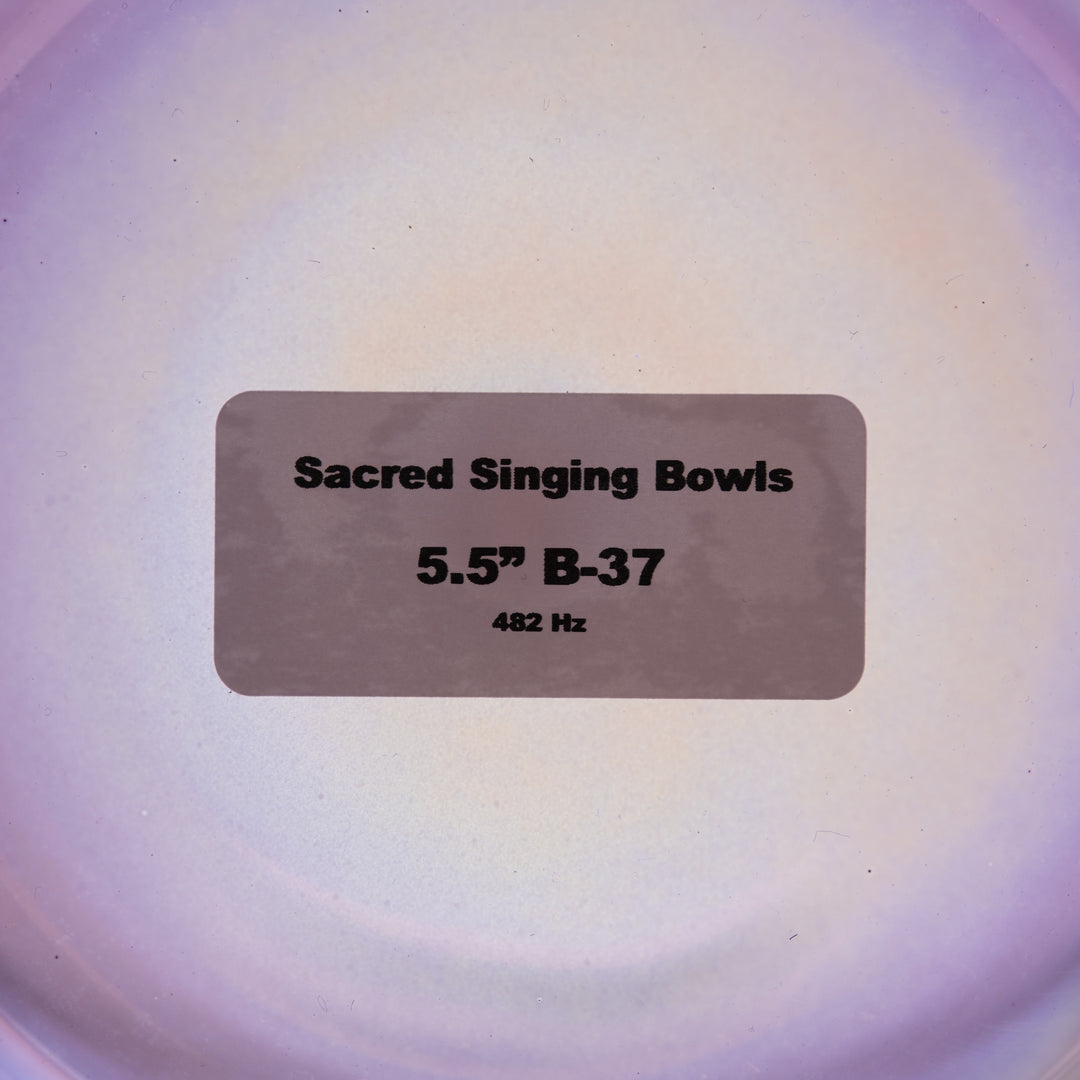 Sacred Singing Bowls
5.5” B-37
482 Hz